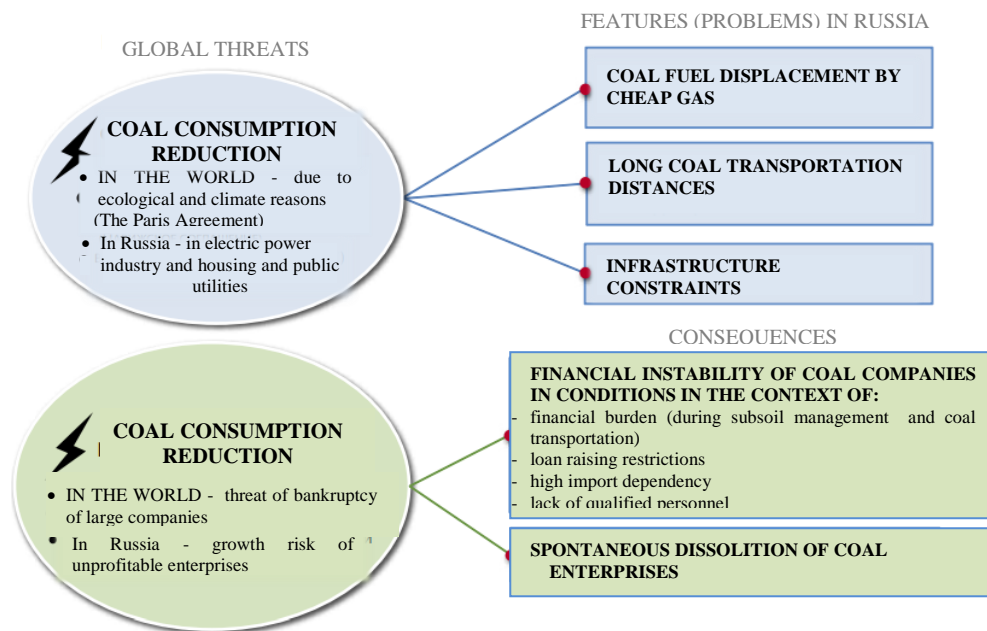 GLOBAL THREATS
FEATURES (PROBLEMS) IN RUSSIA
COAL CONSUMPTION
REDUCTION
• IN THE WORLD - due to
ecological and climate reasons
(The Paris Agreement)
• In Russia - in electric power
industry and housing and public
utilities
COAL FUEL DISPLACEMENT BY
CHEAP GAS
LONG COAL TRANSPORTATION
DISTANCES
INFRASTRUCTURE
CONSTRAINTS
CONSEQUENCES
COAL CONSUMPTION
REDUCTION
• IN THE WORLD - threat of bankruptcy
of large companies
• In Russia - growth risk of
unprofitable enterprises
FINANCIAL INSTABILITY OF COAL COMPANIES
IN CONDITIONS IN THE CONTEXT OF:
- financial burden (during subsoil management and coal
transportation)
- loan raising restrictions
- high import dependency
- lack of qualified personnel
SPONTANEOUS DISSOLITION OF COAL
ENTERPRISES